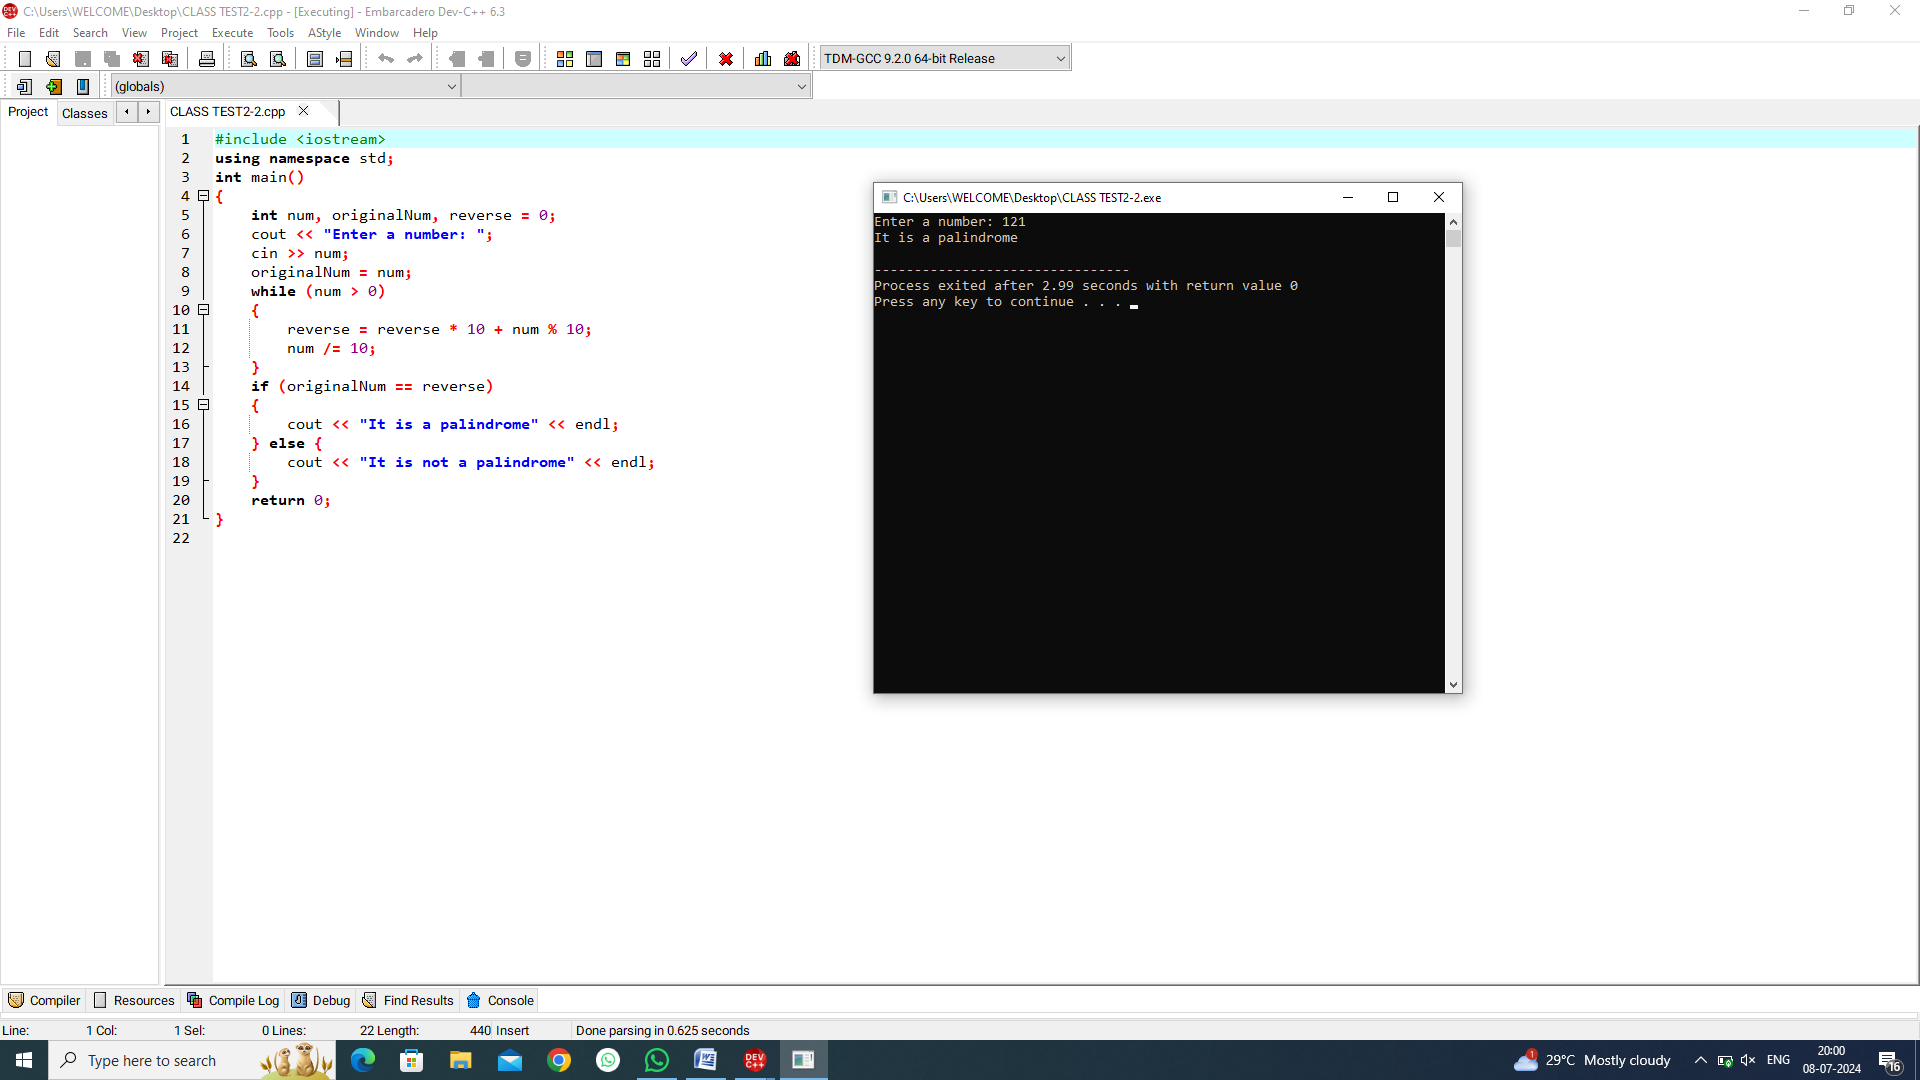 C:\Users\WELCOME\Desktop\CLASS TEST2-2.cpp - [Executing] - Embarcadero Dev-C++ 6.3
File Edit Search View Project Execute Tools AStyle Window Help
TDM-GCC 9.2.0 64-bit Release
(globals)
Project Classes CLASS TEST2-2.cpp
1 #include <iostream>
2 using namespace std;
3 int main()
4 {
5 int num, originalNum, reverse = 0;
6 cout << "Enter a number: ";
7 cin >> num;
8 originalNum = num;
9 while (num > 0)
10 {
11 reverse = reverse * 10 + num % 10;
12 num /= 10;
13 }
14 if (originalNum == reverse)
15 {
16 cout << "It is a palindrome" << endl;
17 } else {
18 cout << "It is not a palindrome" << endl;
19 }
20 return 0;
21 }
22
C:\Users\WELCOME\Desktop\CLASS TEST2-2.exe
Enter a number: 121
It is a palindrome
--------------------------------
Process exited after 2.99 seconds with return value 0
Press any key to continue . . .
Compiler Resources Compile Log Debug Find Results Console
Line: 1 Col: 1 Sel: 0 Lines: 22 Length: 440 Insert Done parsing in 0.625 seconds
Type here to search
DEV C++
1 29°C Mostly cloudy ENG
20:00
08-07-2024
16